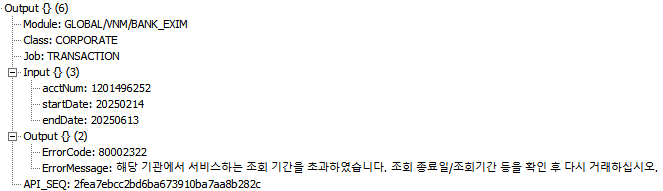 Output {} (6)
Module: GLOBAL/VNM/BANK_EXIM
Class: CORPORATE
Job: TRANSACTION
Input {} (3)
acctNum: 1201496252
startDate: 20250214
endDate: 20250613
Output {} (2)
ErrorCode: 80002322
ErrorMessage: 해당 기관에서 서비스하는 조회 기간을 초과하였습니다. 조회 종료일/조회기간 등을 확인 후 다시 거래하십시오.
API_SEQ: 2fea7ebcc2bd6ba673910ba7aa8b282c